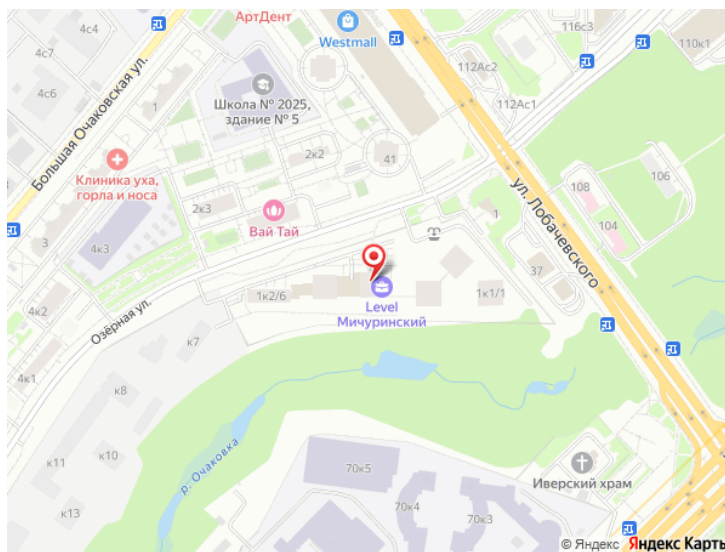 4с4
АртДент
Westmall
116с3
110к1
4с6
112Ас2
112Ас1
Большая Очаковская ул.
1
Школа № 2025,
здание № 5
2к2
41
Клиника уха,
горла и носа
2к3
Вай Тай
ул. Лобачевского
108
106
104
3
4к3
1
37
1к2/6
Level
Мичуринский
1к1/1
Озёрная ул.
к7
4к1
к8
р. Очаковка
к11
к10
70к5
Иверский храм
к13
70к4
70к3
© Яндекс Яндекс Карты